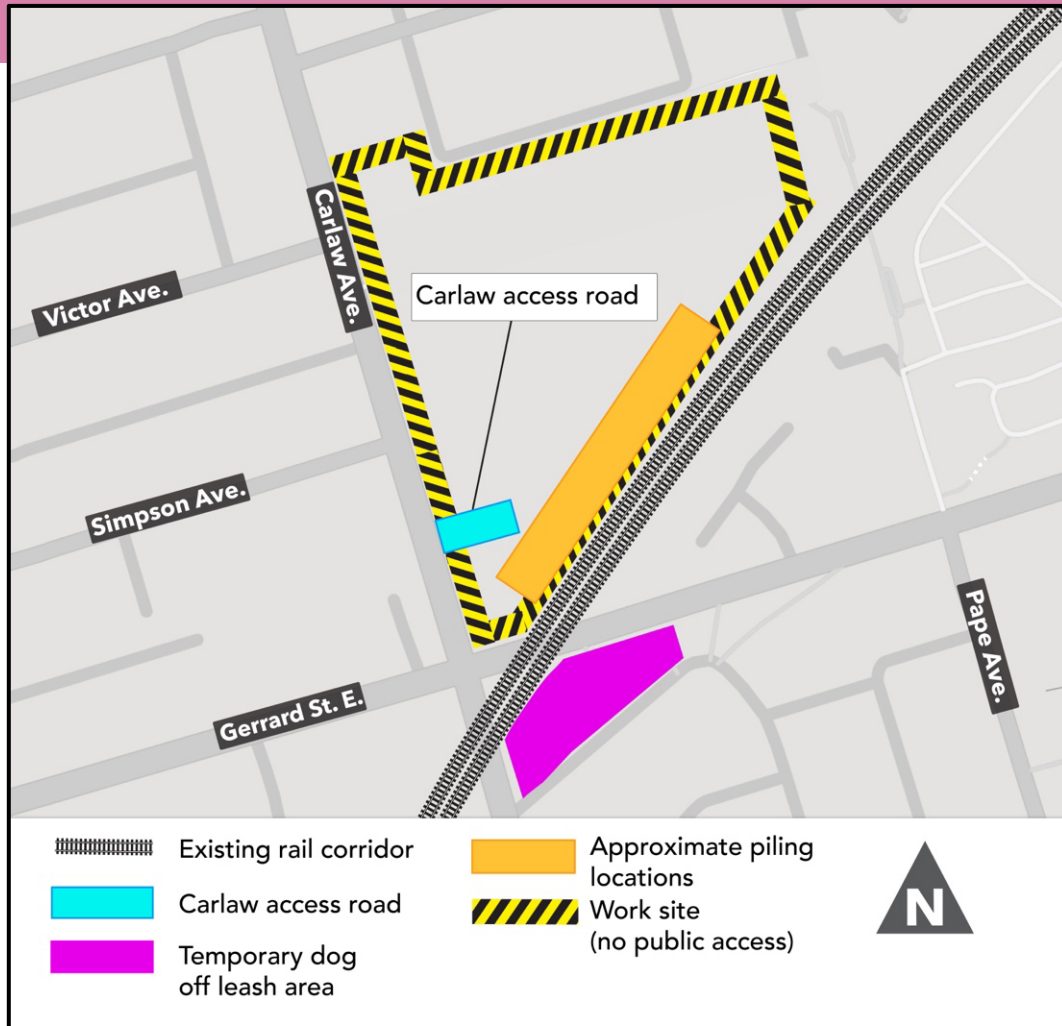 Carlaw Ave.
Victor Ave.
Carlaw access road
Simpson Ave.
Pape Ave.
Gerrard St. E.
Existing rail corridor
Carlaw access road
Temporary dog
off leash area
Approximate piling
locations
Work site
(no public access)
N